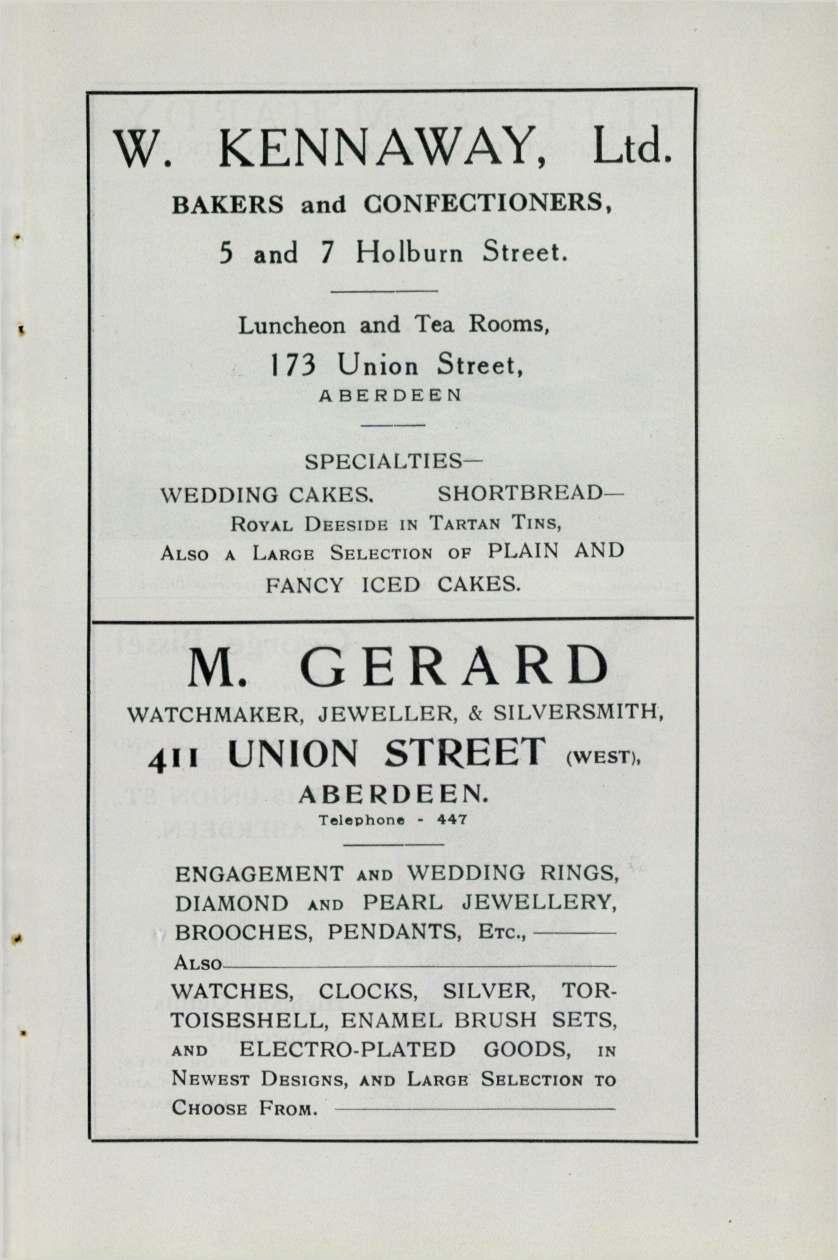 W. KENNAWAY, Ltd.
BAKERS and CONFECTIONERS,
5 and 7 Holburn Street.
Luncheon and Tea Rooms,
173 Union Street,
ABERDEEN
SPECIALTIES—
WEDDING CAKES. SHORTBREAD—
ROYAL DEESIDE IN TARTAN TINS,
ALSO A LARGE SELECTION OF PLAIN AND
FANCY ICED CAKES.
M. GERARD
WATCHMAKER, JEWELLER, & SILVERSMITH,
411 UNION STREET (WEST),
ABERDEEN.
Telephone - 447
ENGAGEMENT AND WEDDING RINGS,
DIAMOND AND PEARL JEWELLERY,
BROOCHES, PENDANTS, ETC.,
ALSO
WATCHES, CLOCKS, SILVER, TOR-
TOISESHELL, ENAMEL BRUSH SETS,
AND ELECTRO-PLATED GOODS, IN
NEWEST DESIGNS, AND LARGE SELECTION TO
CHOOSE FROM.